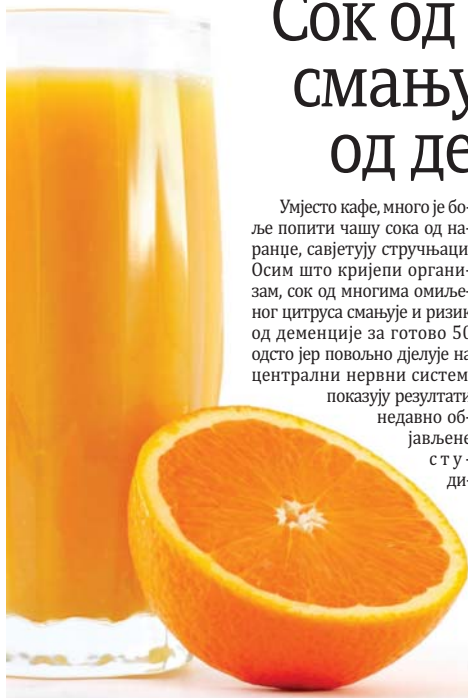 Сок од
смању
од де
Умјесто кафе, много је бо-
ље попити чашу сока од на-
ранџе, савјетују стручњаци
Осим што кријепи органи-
зам, сок од многима омиље-
ног цитруса смањује и ризик
од деменције за готово 50
одсто јер повољно дјелује на
централни нервни систем
показују резултати
недавно об-
јављене
сту-
ди-